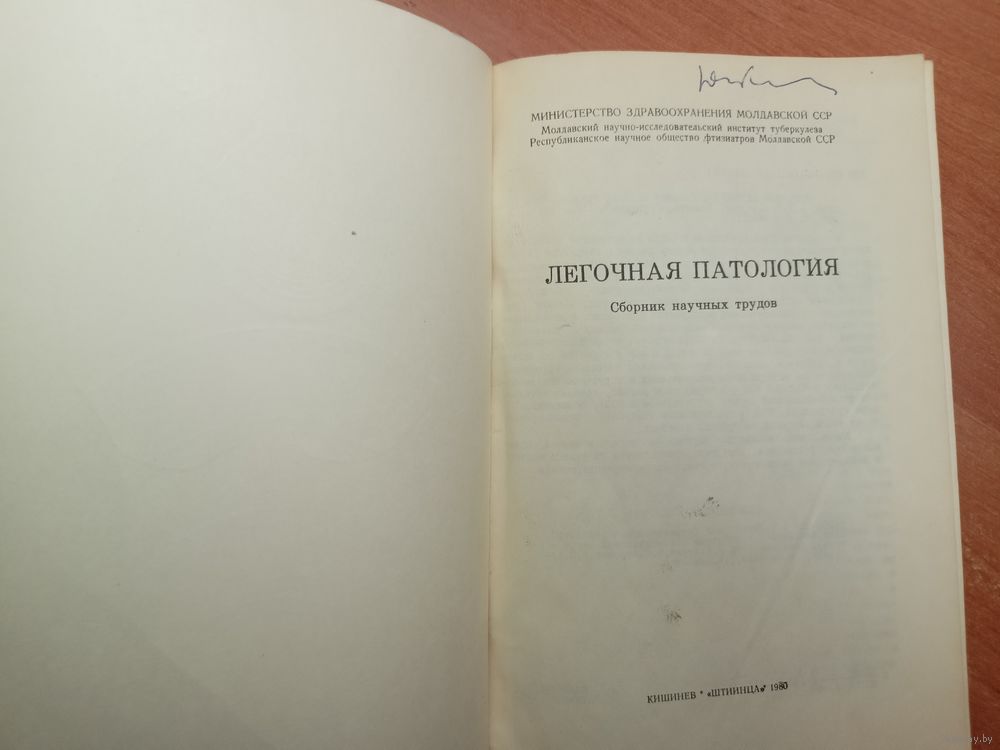 МИНИСТЕРСТВО ЗДРАВООХРАНЕНИЯ МОЛДАВСКОЙ ССР
Молдавский научно-исследовательский институт туберкулеза
Республиканское научное общество фтизиатров Молдавской ССР
ЛЕГОЧНАЯ ПАТОЛОГИЯ
Сборник научных трудов
КИШИНЕВ * «ШТИИНЦА» 1980